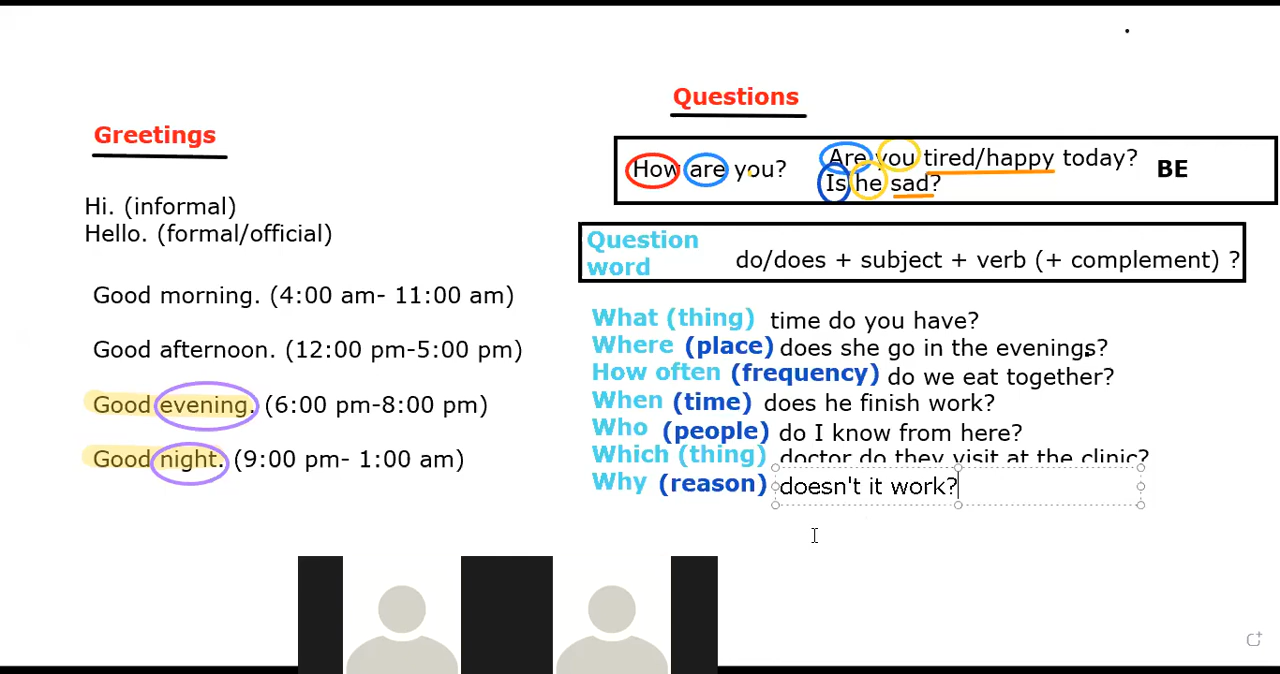 Greetings
Hi. (informal)
Hello. (formal/official)
Good morning. (4:00 am- 11:00 am)
Good afternoon. (12:00 pm-5:00 pm)
Good evening. (6:00 pm-8:00 pm)
Good night. (9:00 pm- 1:00 am)
Questions
How are you? Are you tired/happy today? BE
Is he sad?
Question
word do/does + subject + verb (+ complement) ?
What (thing) time do you have?
Where (place) does she go in the evenings?
How often (frequency) do we eat together?
When (time) does he finish work?
Who (people) do I know from here?
Which (thing) doctor do they visit at the clinic?
Why (reason) doesn't it work?